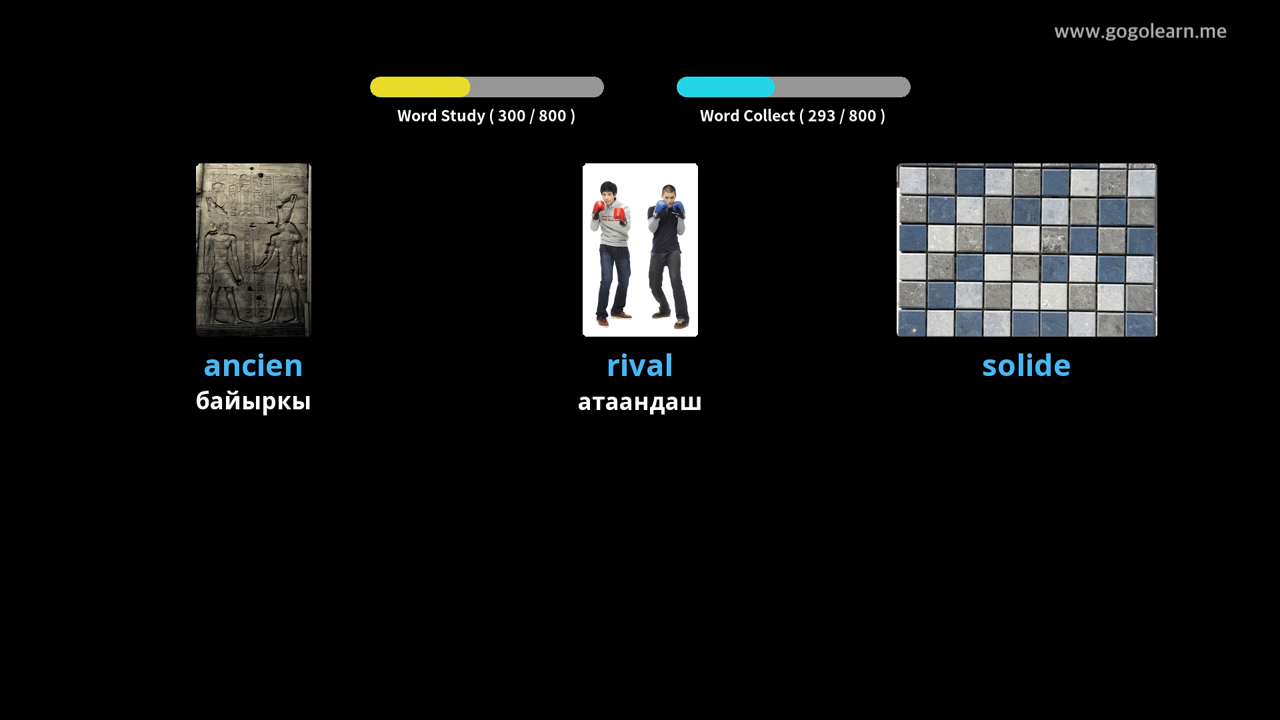 www.gogolearn.me
Word Study ( 300 / 800 )
Word Collect ( 293 / 800 )
ancien
байыркы
rival
атаандаш
solide